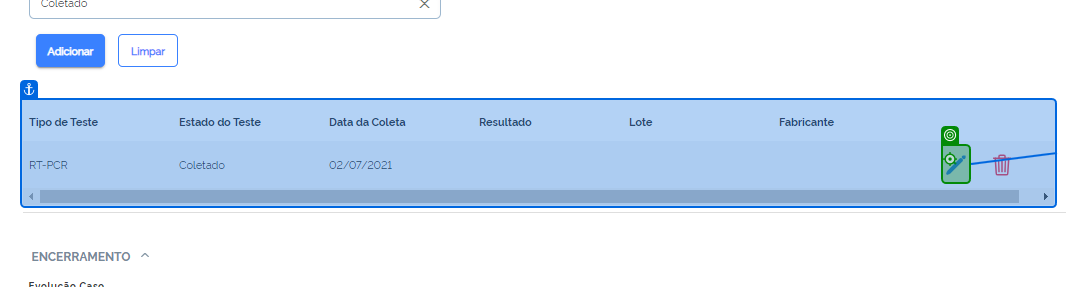 Coletado
Adicionar Limpar
Tipo de Teste Estado do Teste Data da Coleta Resultado Lote Fabricante
RT-PCR Coletado 02/07/2021
ENCERRAMENTO
Evolução Caso